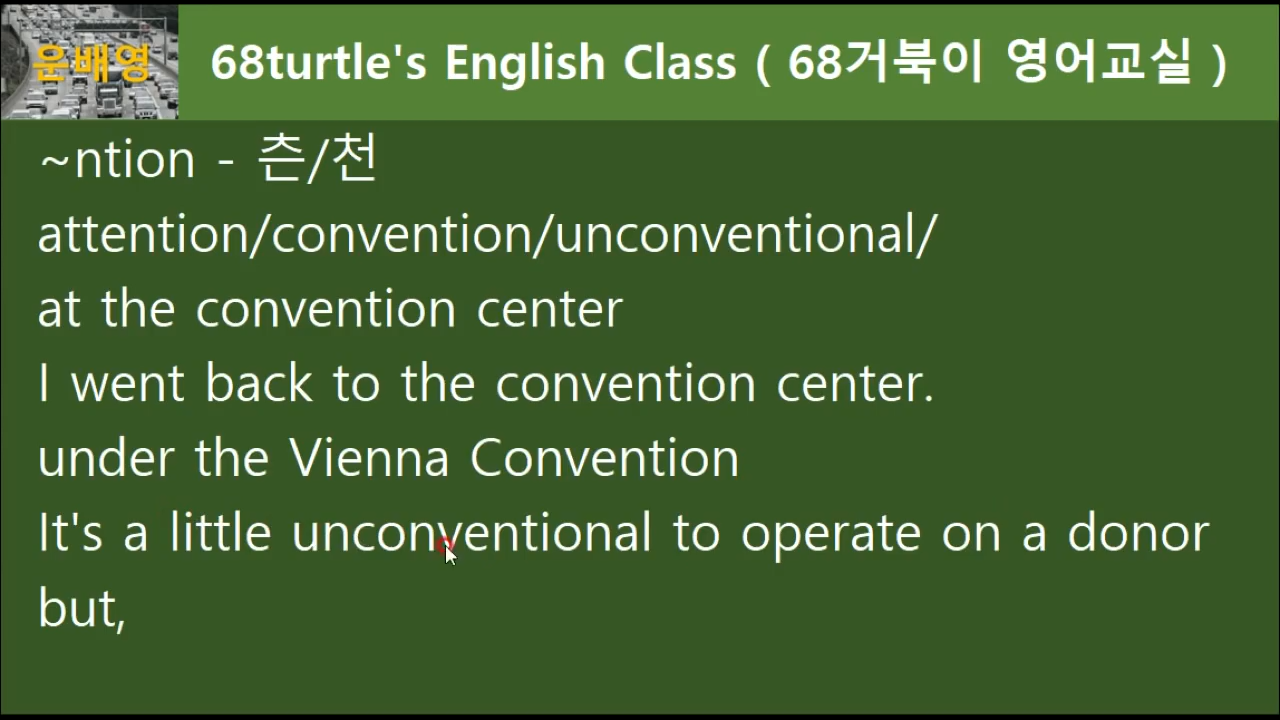 윤배영
68turtle's English Class ( 68거북이 영어교실 )
~ntion - 츤/천
attention/convention/unconventional/
at the convention center
I went back to the convention center.
under the Vienna Convention
It's a little unconventional to operate on a donor
but,